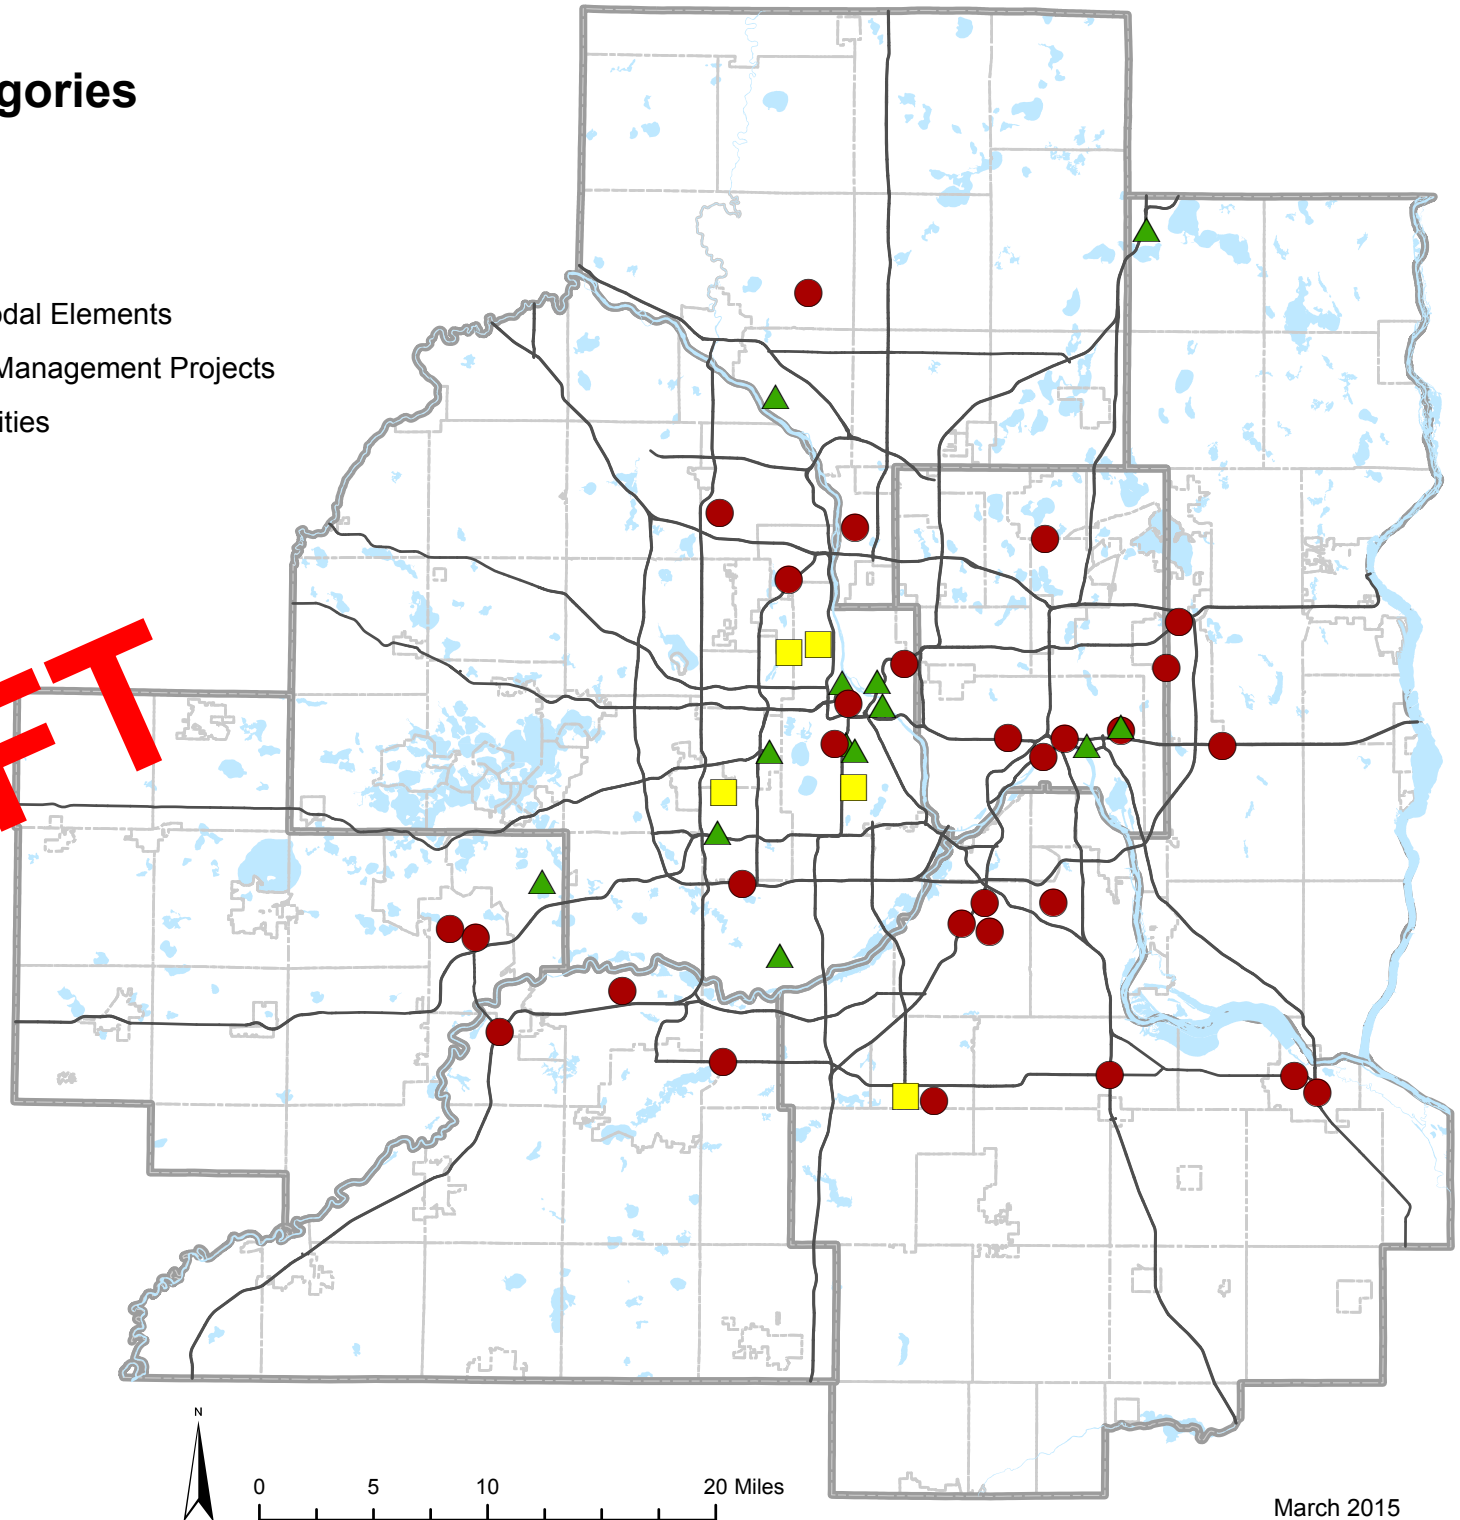 gories
odal Elements
Management Projects
ities
FT
N
0 5 10 20 Miles
March 2015